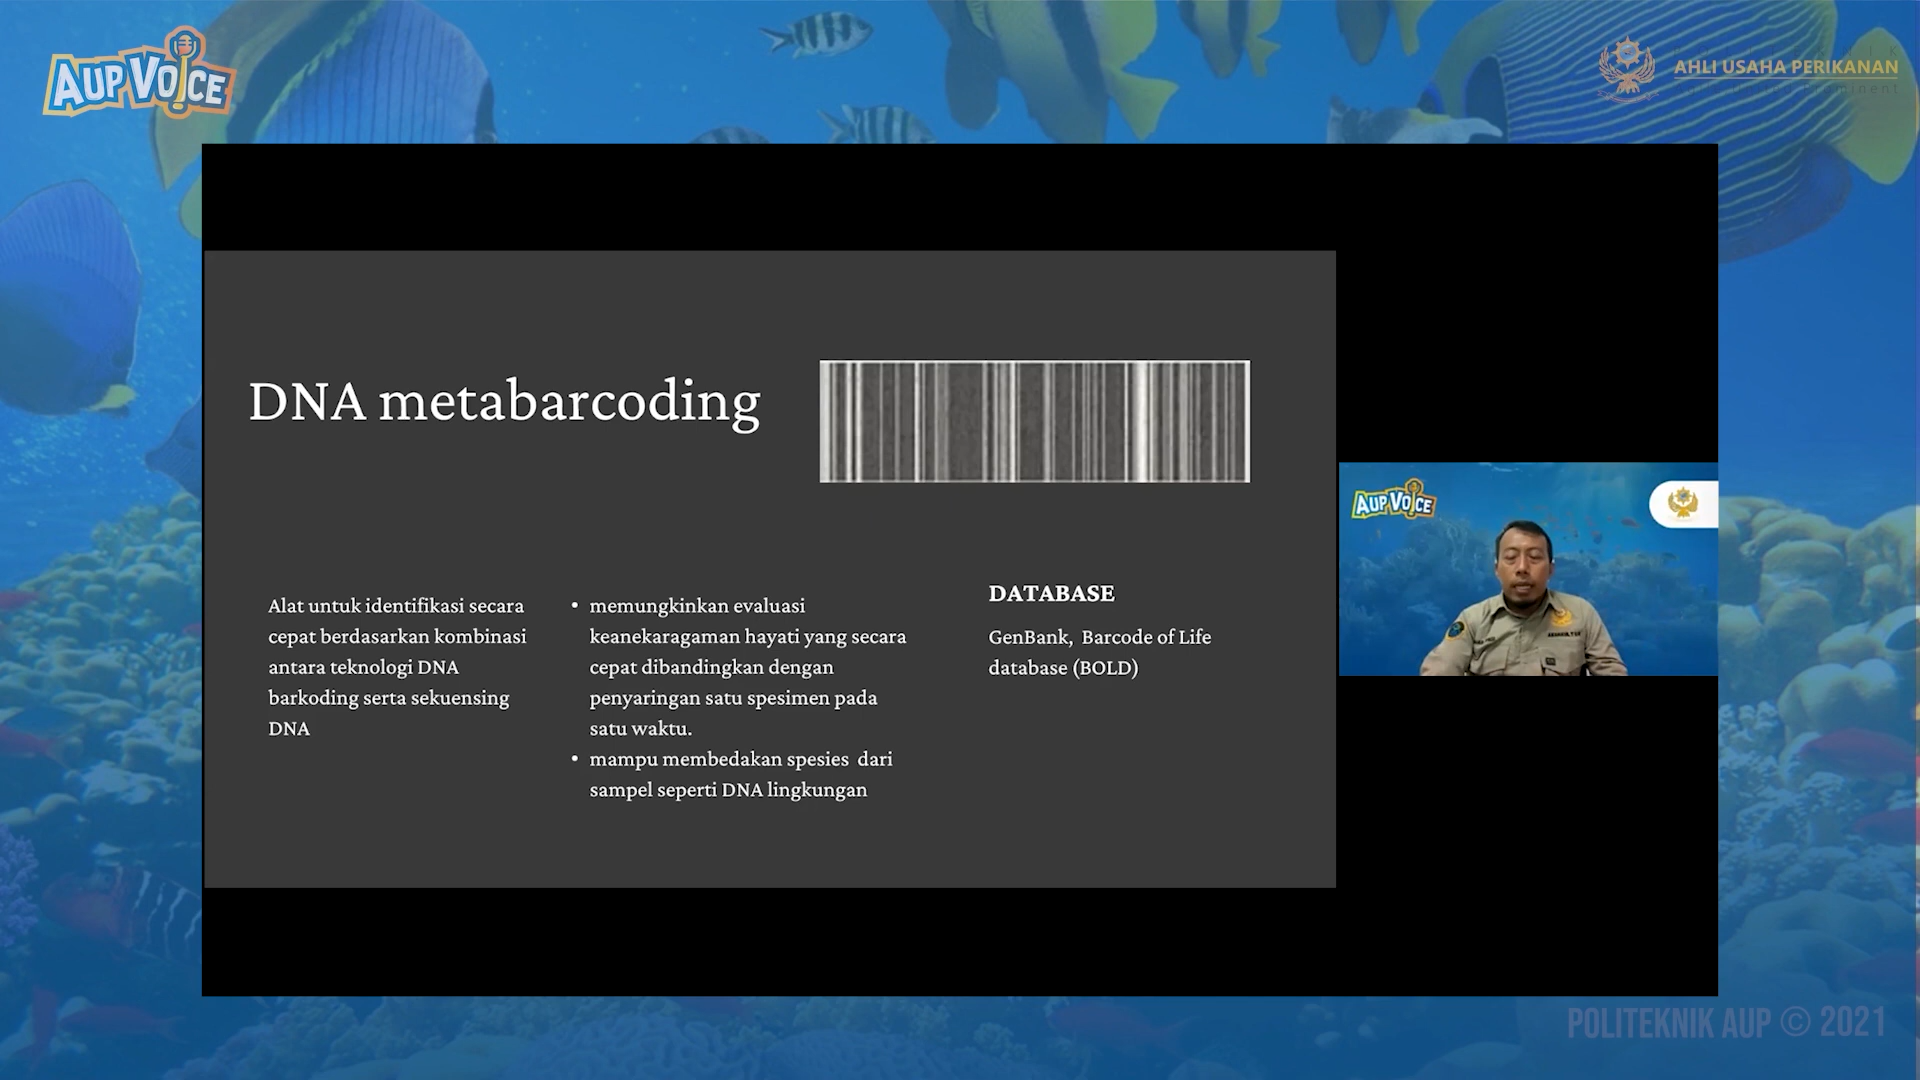 AUP VOICE
POLITEKNIK
AHLI USAHA PERIKANAN
DNA metabarcoding
Alat untuk identifikasi secara
cepat berdasarkan kombinasi
antara teknologi DNA
barkoding serta sekuensing
DNA
• memungkinkan evaluasi
keanekaragaman hayati yang secara
cepat dibandingkan dengan
penyaringan satu spesimen pada
satu waktu.
• mampu membedakan spesies dari
sampel seperti DNA lingkungan
DATABASE
GenBank, Barcode of Life
database (BOLD)
AUP VOICE
POLITEKNIK AUP © 2021